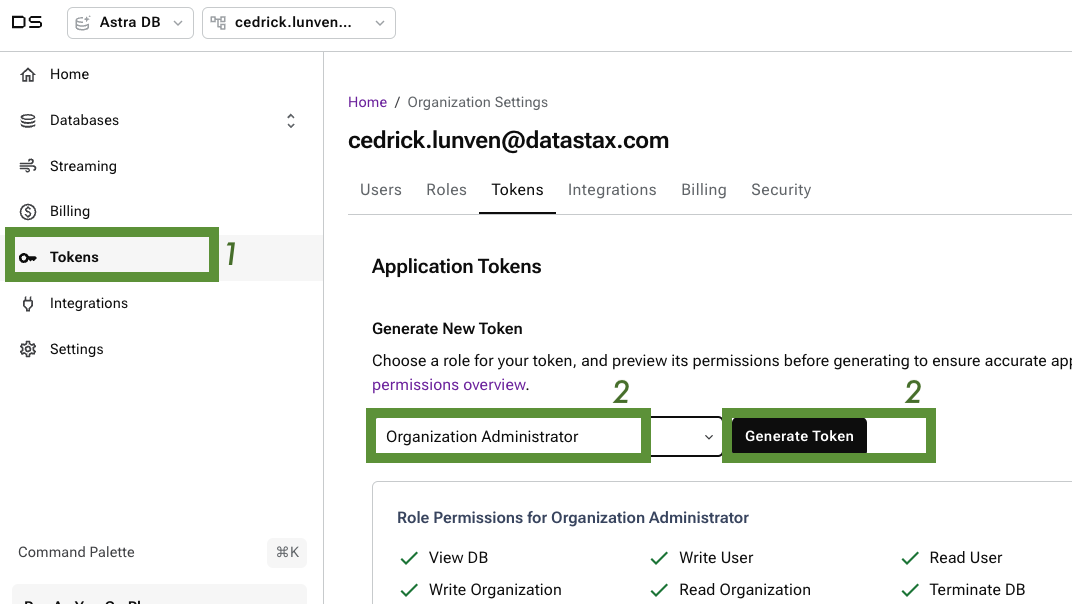 DS Astra DB cedrick.lunven...
Home
Databases
Streaming
Billing
Tokens 1
Integrations
Settings
Command Palette ⌘K
Home / Organization Settings
cedrick.lunven@datastax.com
Users Roles Tokens Integrations Billing Security
Application Tokens
Generate New Token
Choose a role for your token, and preview its permissions before generating to ensure accurate
permissions overview.
2 2
Organization Administrator Generate Token
Role Permissions for Organization Administrator
View DB Write User Read User
Write Organization Read Organization Terminate DB